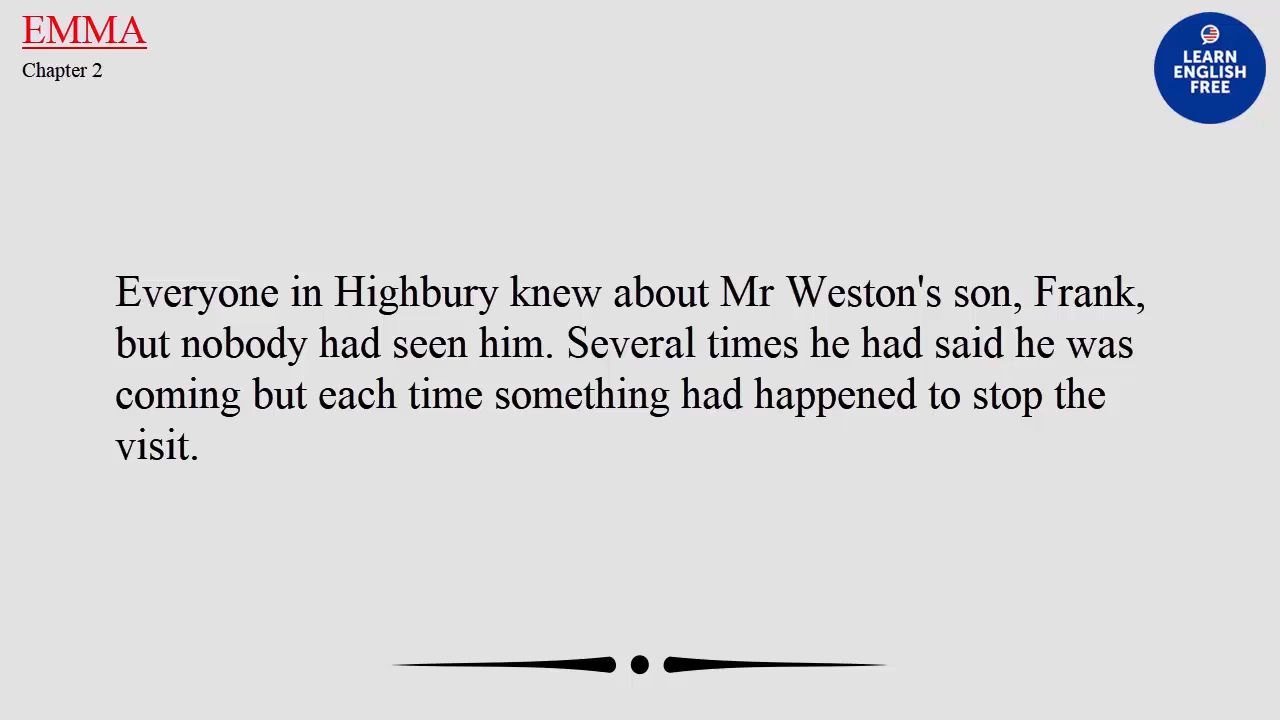 EMMA
Chapter 2
LEARN
ENGLISH
FREE
Everyone in Highbury knew about Mr Weston's son, Frank,
but nobody had seen him. Several times he had said he was
coming but each time something had happened to stop the
visit.